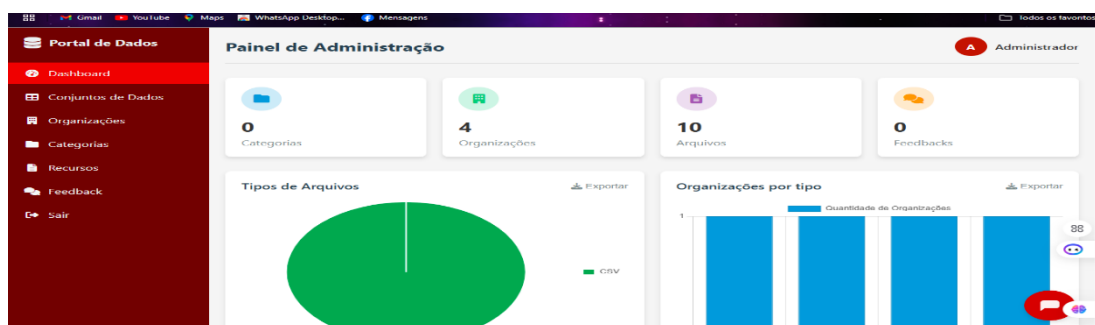 Gmail YouTube Maps WhatsApp Desktop... Mensagens Todos os favoritos
Portal de Dados
Painel de Administração
A Administrador
Dashboard
Conjuntos de Dados
Organizações
Categorias
Recursos
Feedback
Sair
0
Categorias
4
Organizações
10
Arquivos
0
Feedbacks
Tipos de Arquivos
Exportar
CSV
Organizações por tipo
Exportar
Quantidade de Organizações
1